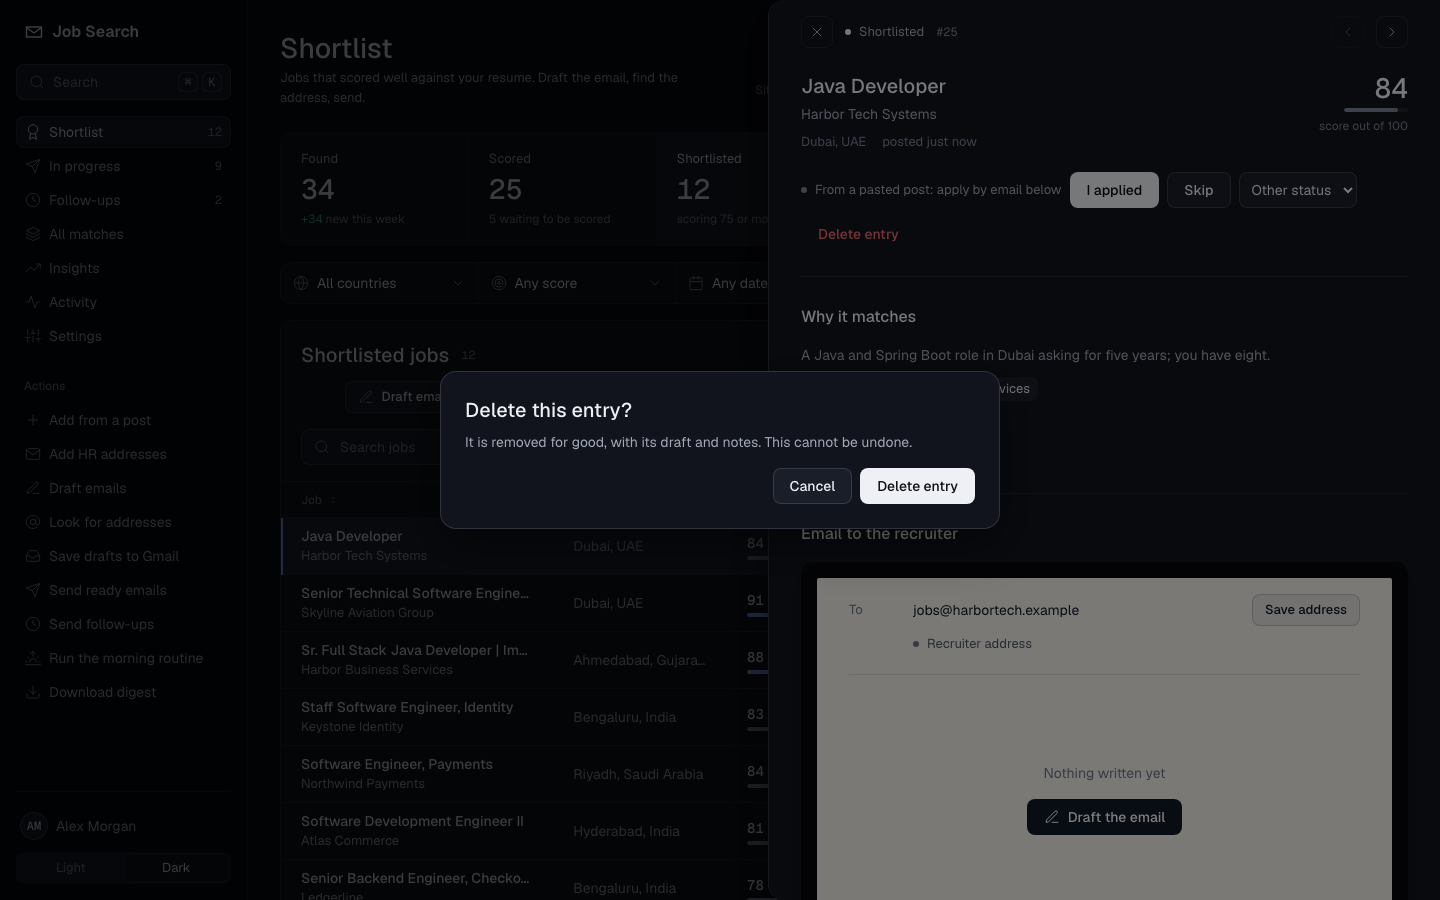 Job Search
Search ⌘ K
Shortlist 12
In progress 9
Follow-ups 2
All matches
Insights
Activity
Settings
Actions
Add from a post
Add HR addresses
Draft emails
Look for addresses
Save drafts to Gmail
Send ready emails
Send follow-ups
Run the morning routine
Download digest
AM Alex Morgan
Light Dark
Shortlist
Jobs that scored well against your resume. Draft the email, find the
address, send.
Found
34
+34 new this week
Scored
25
5 waiting to be scored
Shortlisted
12
scoring 75 or mo
All countries
Any score
Any date
Shortlisted jobs 12
Draft ema
Search jobs
Job
Java Developer
Harbor Tech Systems
Dubai, UAE
84
Senior Technical Software Engine...
Skyline Aviation Group
Dubai, UAE
91
Sr. Full Stack Java Developer | Im...
Harbor Business Services
Ahmedabad, Gujara...
88
Staff Software Engineer, Identity
Keystone Identity
Bengaluru, India
83
Software Engineer, Payments
Northwind Payments
Riyadh, Saudi Arabia
84
Software Development Engineer II
Atlas Commerce
Hyderabad, India
81
Senior Backend Engineer, Checko...
Ledgerline
Bengaluru, India
78
Shortlisted #25
Java Developer
Harbor Tech Systems
Dubai, UAE posted just now
84
score out of 100
From a pasted post: apply by email below
I applied
Skip
Other status
Delete entry
Why it matches
A Java and Spring Boot role in Dubai asking for five years; you have eight.
vices
Delete this entry?
It is removed for good, with its draft and notes. This cannot be undone.
Cancel
Delete entry
Email to the recruiter
To jobs@harbortech.example
Save address
Recruiter address
Nothing written yet
Draft the email